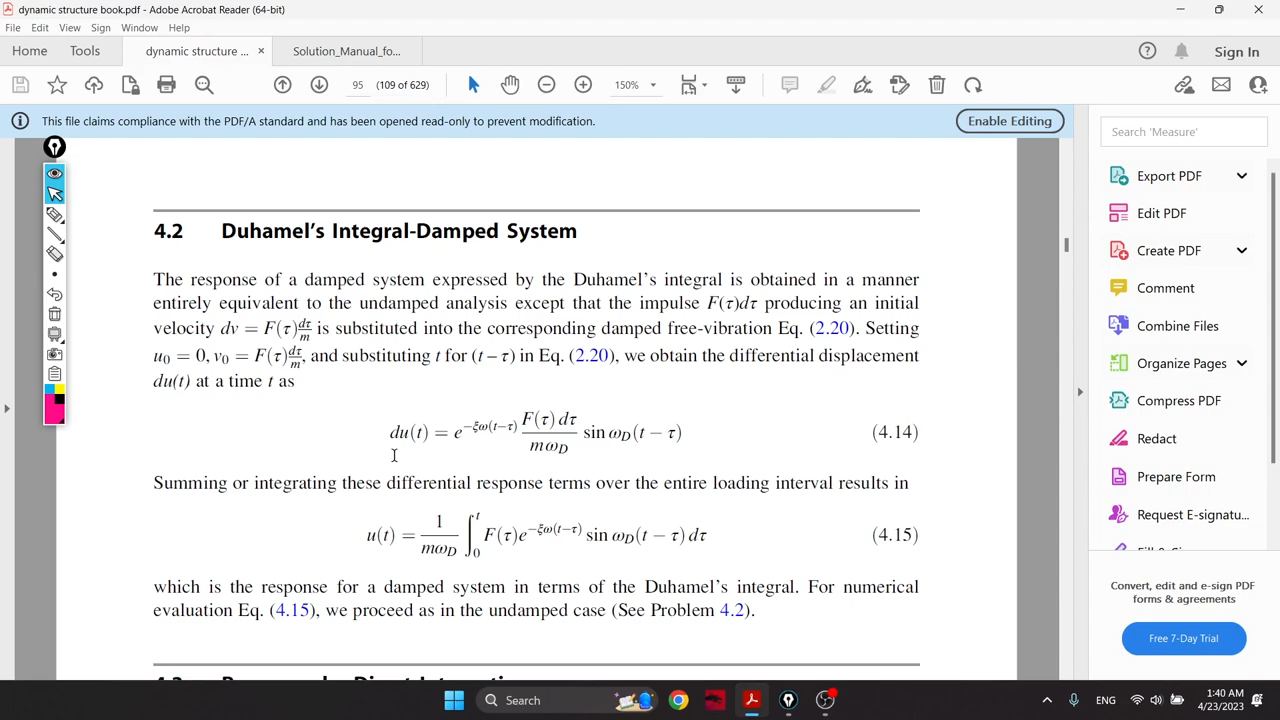 dynamic structure book.pdf - Adobe Acrobat Reader (64-bit)
File Edit View Sign Window Help
Home Tools dynamic structure ... × Solution_Manual_fo... Sign In
95 (109 of 629) 150%
This file claims compliance with the PDF/A standard and has been opened read-only to prevent modification. Enable Editing
4.2 Duhamel's Integral-Damped System
The response of a damped system expressed by the Duhamel's integral is obtained in a manner
entirely equivalent to the undamped analysis except that the impulse F(τ)dτ producing an initial
velocity dv = F(τ) dτ/m is substituted into the corresponding damped free-vibration Eq. (2.20). Setting
u₀ = 0, v₀ = F(τ) dτ/m, and substituting t for (t − τ) in Eq. (2.20), we obtain the differential displacement
du(t) at a time t as
du(t) = e^{−ξω(t−τ)} F(τ) dτ / mω_D sin ω_D(t − τ) (4.14)
Summing or integrating these differential response terms over the entire loading interval results in
u(t) = 1/mω_D ∫₀ᵗ F(τ)e^{−ξω(t−τ)} sin ω_D(t − τ) dτ (4.15)
which is the response for a damped system in terms of the Duhamel's integral. For numerical
evaluation Eq. (4.15), we proceed as in the undamped case (See Problem 4.2).
Search 'Measure'
Export PDF
Edit PDF
Create PDF
Comment
Combine Files
Organize Pages
Compress PDF
Redact
Prepare Form
Request E-signatu...
Convert, edit and e-sign PDF
forms & agreements
Free 7-Day Trial
Search
ENG
1:40 AM
4/23/2023